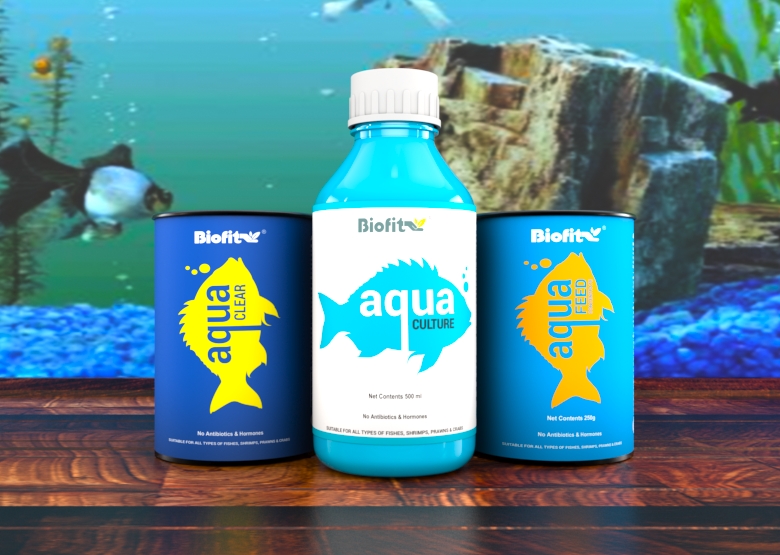 Biofit®
aqua
CLEAR
No Antibiotics & Hormones
SUITABLE FOR ALL TYPES OF FISHES, SHRIMPS, PRAWNS & CRABS
Biofit
aqua
CULTURE
Net Contents 500 ml
No Antibiotics & Hormones
SUITABLE FOR ALL TYPES OF FISHES, SHRIMPS, PRAWNS & CRABS
Biofit®
aqua
FEED
Net Contents 250g
No Antibiotics & Hormones
SUITABLE FOR ALL TYPES OF FISHES, SHRIMPS, PRAWNS & CRABS